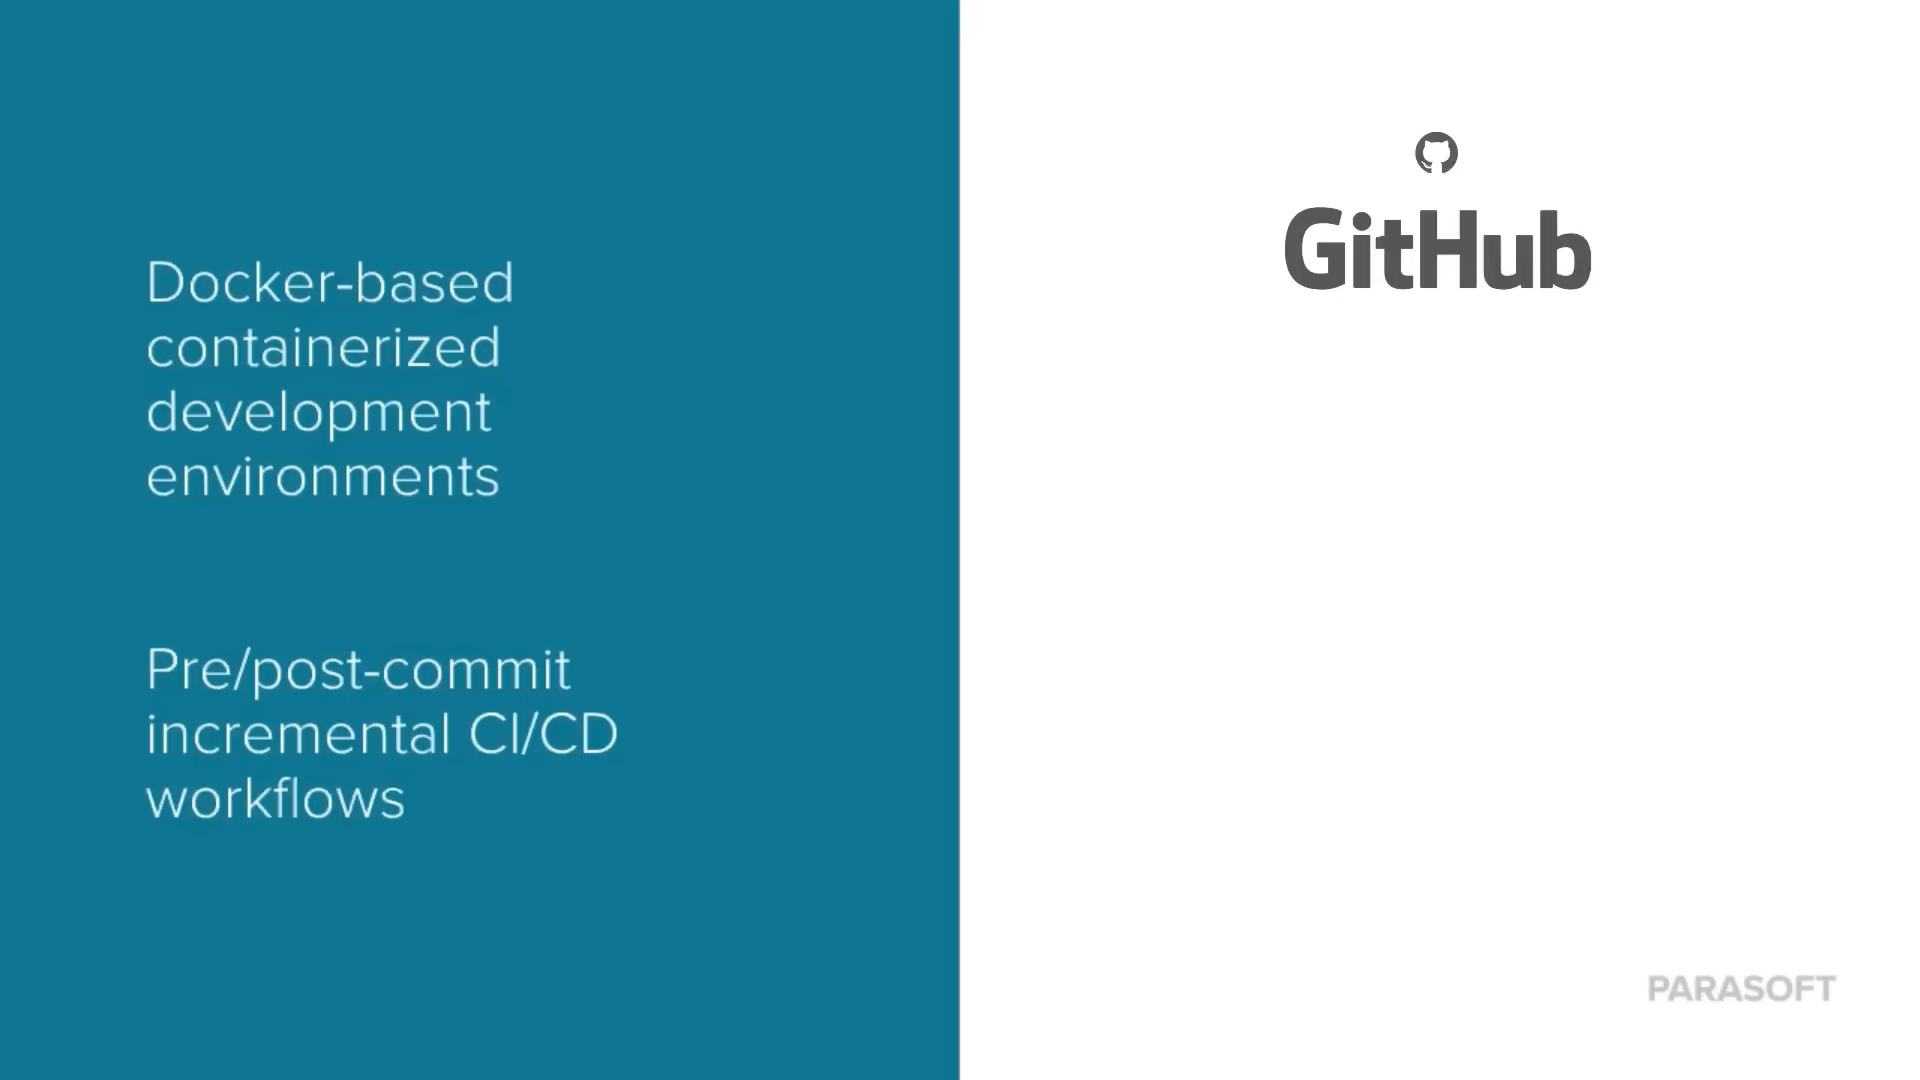 Docker-based
containerized
development
environments
Pre/post-commit
incremental CI/CD
workflows
GitHub
PARASOFT